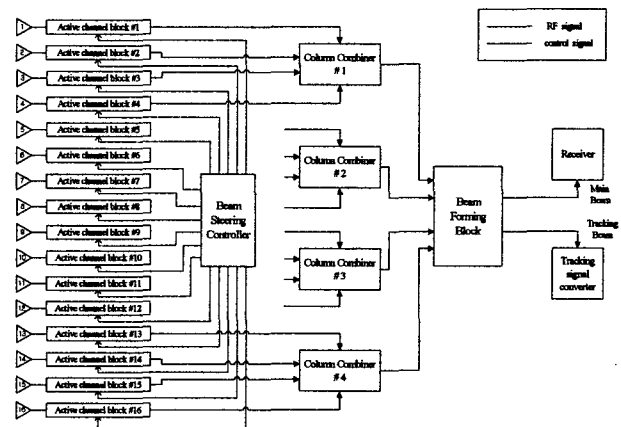 1 Active channel block #1
2 Active channel block #2
3 Active channel block #3
4 Active channel block #4
5 Active channel block #5
6 Active channel block #6
7 Active channel block #7
8 Active channel block #8
9 Active channel block #9
10 Active channel block #10
11 Active channel block #11
12 Active channel block #12
13 Active channel block #13
14 Active channel block #14
15 Active channel block #15
16 Active channel block #16
Beam
Steering
Controller
Column Combiner
# 1
Column Combiner
# 2
Column Combiner
# 3
Column Combiner
# 4
Beam
Forming
Block
RF signal
control signal
Receiver
Main
Beam
Tracking
Beam
Tracking
signal
converter